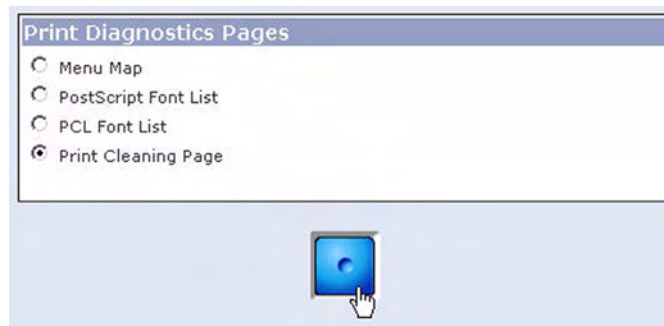 Print Diagnostics Pages
Menu Map
PostScript Font List
PCL Font List
Print Cleaning Page